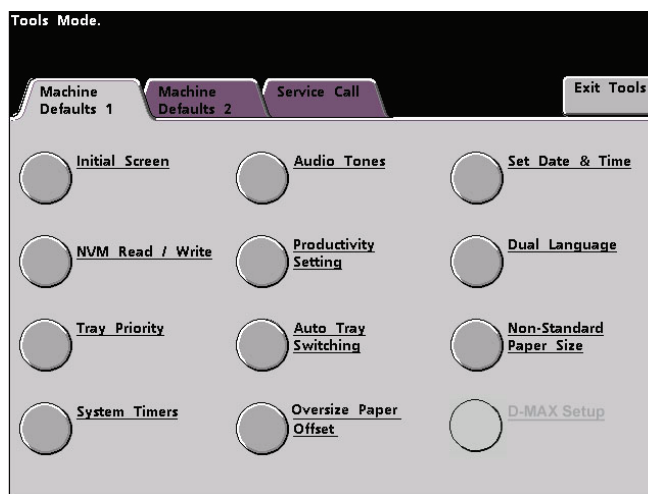 Tools Mode.
Machine
Defaults 1
Machine
Defaults 2
Service Call
Exit Tools
Initial Screen
Audio Tones
Set Date & Time
NVM Read / Write
Productivity
Setting
Dual Language
Tray Priority
Auto Tray
Switching
Non-Standard
Paper Size
System Timers
Oversize Paper
Offset
D-MAX Setup